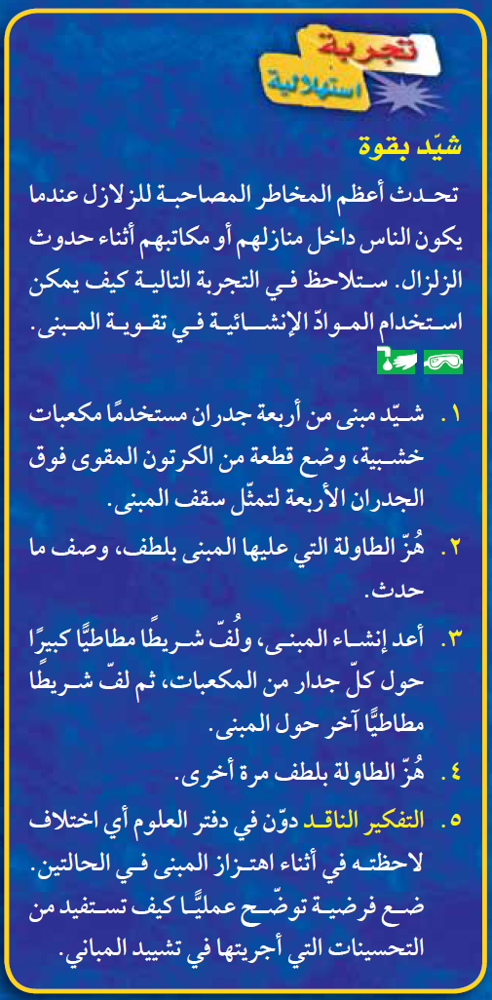 تجربة
استهلالية
شيّد بقوة
تحدث أعظم المخاطر المصاحبة للزلازل عندما
يكون الناس داخل منازلهم أو مكاتبهم أثناء حدوث
الزلزال. ستلاحظ في التجربة التالية كيف يمكن
استخدام الموادّ الإنشائية في تقوية المبنى.
١. شيّد مبنى من أربعة جدران مستخدمًا مكعبات
خشبية، وضع قطعة من الكرتون المقوى فوق
الجدران الأربعة لتمثّل سقف المبنى.
٢. هُزّ الطاولة التي عليها المبنى بلطف، وصف ما
حدث.
٣. أعد إنشاء المبنى، ولُفّ شريطًا مطاطيًّا كبيرًا
حول كلّ جدار من المكعبات، ثم لفّ شريطًا
مطاطيًّا آخر حول المبنى.
٤. هُزّ الطاولة بلطف مرة أخرى.
٥. التفكير الناقد دوّن في دفتر العلوم أي اختلاف
لاحظته في أثناء اهتزاز المبنى في الحالتين.
ضع فرضية توضّح عمليًّا كيف تستفيد من
التحسينات التي أجريتها في تشييد المباني.